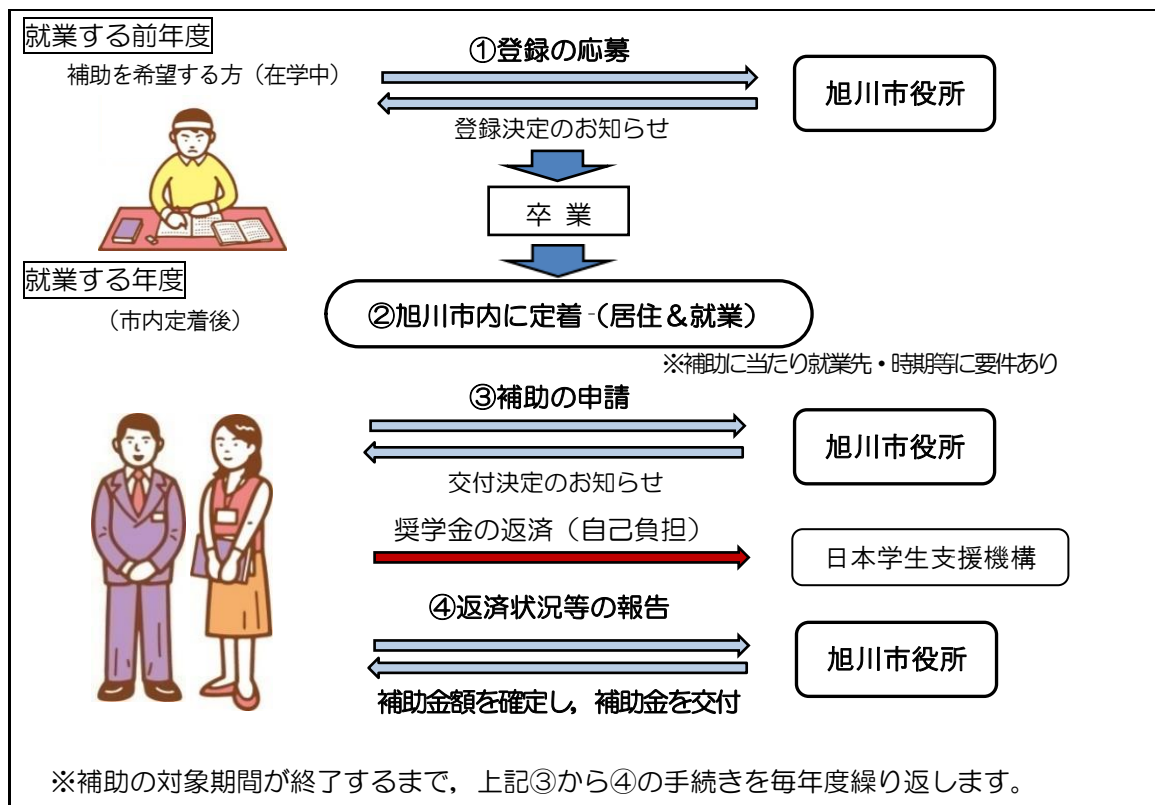 就業する前年度
補助を希望する方（在学中）
①登録の応募
旭川市役所
登録決定のお知らせ
卒 業
就業する年度
（市内定着後）
②旭川市内に定着 -（居住＆就業）
※補助に当たり就業先・時期等に要件あり
③補助の申請
旭川市役所
交付決定のお知らせ
奨学金の返済（自己負担）
日本学生支援機構
④返済状況等の報告
旭川市役所
補助金額を確定し，補助金を交付
※補助の対象期間が終了するまで，上記③から④の手続きを毎年度繰り返します。